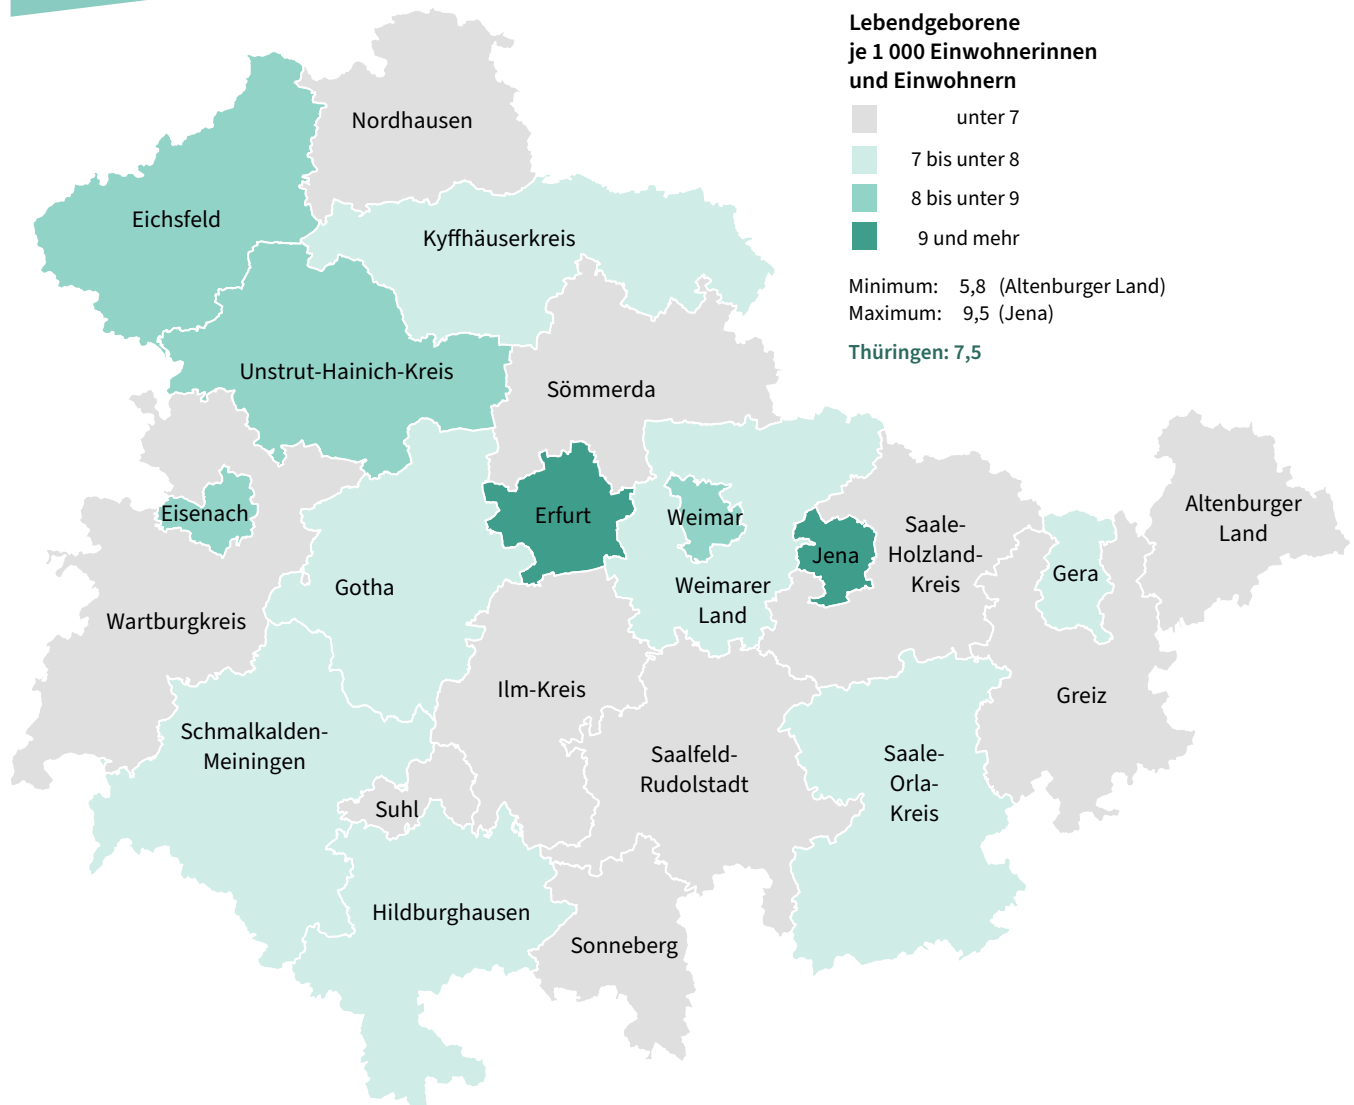 Lebendgeborene
je 1 000 Einwohnerinnen
und Einwohnern
unter 7
7 bis unter 8
8 bis unter 9
9 und mehr
Minimum: 5,8 (Altenburger Land)
Maximum: 9,5 (Jena)
Thüringen: 7,5
Nordhausen
Eichsfeld
Kyffhäuserkreis
Unstrut-Hainich-Kreis
Sömmerda
Eisenach
Erfurt
Weimar
Jena
Saale-
Holzland-
Kreis
Altenburger
Land
Gera
Gotha
Weimarer
Land
Wartburgkreis
Ilm-Kreis
Greiz
Schmalkalden-
Meiningen
Saalfeld-
Rudolstadt
Saale-
Orla-
Kreis
Suhl
Hildburghausen
Sonneberg